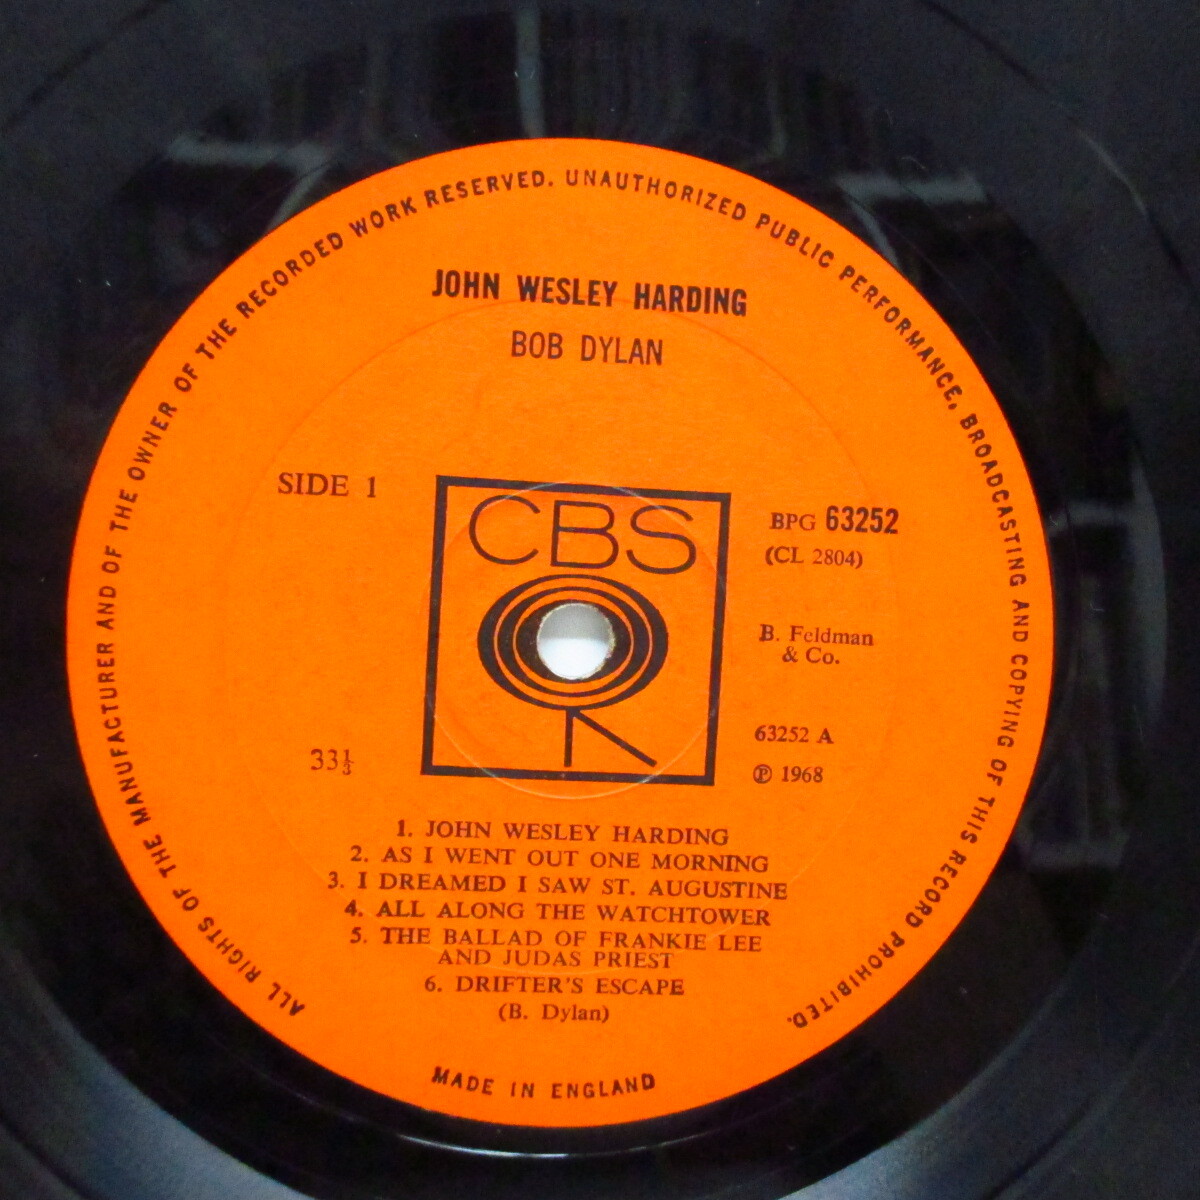 ALL RIGHTS OF THE MANUFACTURER AND OF THE OWNER OF THE RECORDED WORK RESERVED. UNAUTHORIZED PUBLIC PERFORMANCE, BROADCASTING AND COPYING OF THIS RECORD PROHIBITED.
JOHN WESLEY HARDING
BOB DYLAN
SIDE 1
CBS
BPG 63252
(CL 2804)
B. Feldman
& Co.
33⅓
63252 A
℗ 1968
1. JOHN WESLEY HARDING
2. AS I WENT OUT ONE MORNING
3. I DREAMED I SAW ST. AUGUSTINE
4. ALL ALONG THE WATCHTOWER
5. THE BALLAD OF FRANKIE LEE
AND JUDAS PRIEST
6. DRIFTER'S ESCAPE
(B. Dylan)
MADE IN ENGLAND